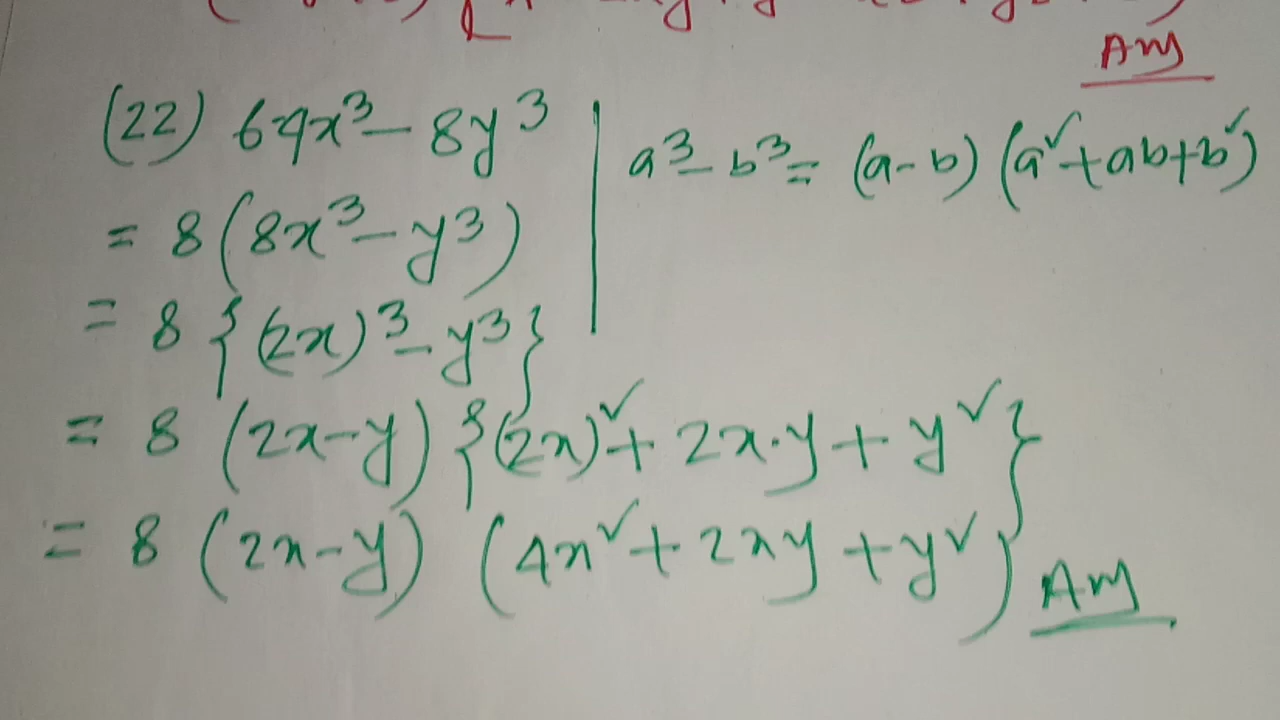 Ans
(22) 64x³ - 8y³
a³ - b³ = (a - b) (a² + ab + b²)
= 8 (8x³ - y³)
= 8 {(2x)³ - y³}
= 8 (2x - y) {(2x)² + 2x·y + y²}
= 8 (2x - y) (4x² + 2xy + y²) Ans